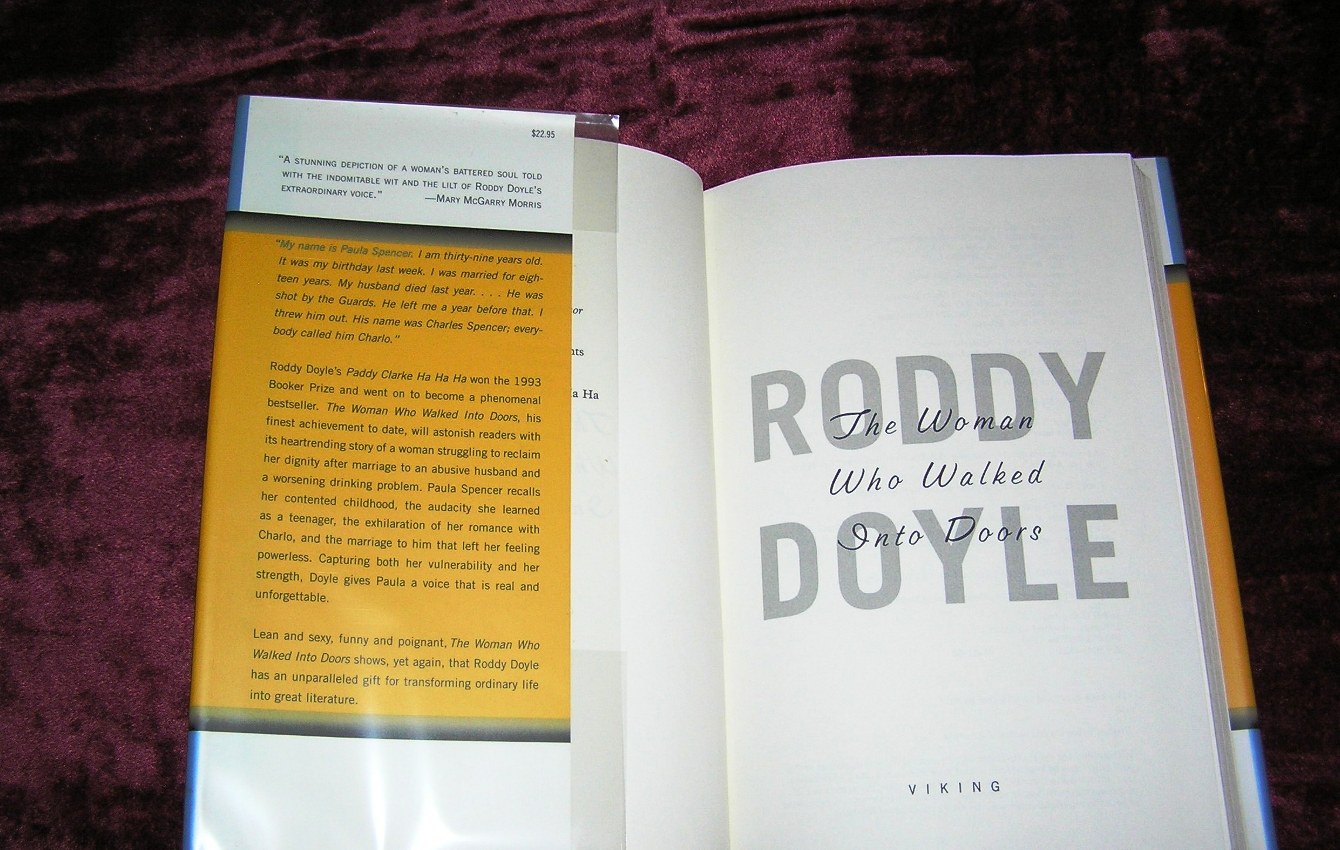 $22.95
"A STUNNING DEPICTION OF A WOMAN'S BATTERED SOUL TOLD
WITH THE INDOMITABLE WIT AND THE LILT OF RODDY DOYLE'S
EXTRAORDINARY VOICE." —MARY MCGARRY MORRIS
"My name is Paula Spencer. I am thirty-nine years old.
It was my birthday last week. I was married for eigh-
teen years. My husband died last year. . . . He was
shot by the Guards. He left me a year before that. I
threw him out. His name was Charles Spencer; every-
body called him Charlo."
Roddy Doyle's Paddy Clarke Ha Ha Ha won the 1993
Booker Prize and went on to become a phenomenal
bestseller. The Woman Who Walked Into Doors, his
finest achievement to date, will astonish readers with
its heartrending story of a woman struggling to reclaim
her dignity after marriage to an abusive husband and
a worsening drinking problem. Paula Spencer recalls
her contented childhood, the audacity she learned
as a teenager, the exhilaration of her romance with
Charlo, and the marriage to him that left her feeling
powerless. Capturing both her vulnerability and her
strength, Doyle gives Paula a voice that is real and
unforgettable.
Lean and sexy, funny and poignant, The Woman Who
Walked Into Doors shows, yet again, that Roddy Doyle
has an unparalleled gift for transforming ordinary life
into great literature.
or
nts
a Ha
RODDY
The Woman
Who Walked
Into Doors
DOYLE
VIKING